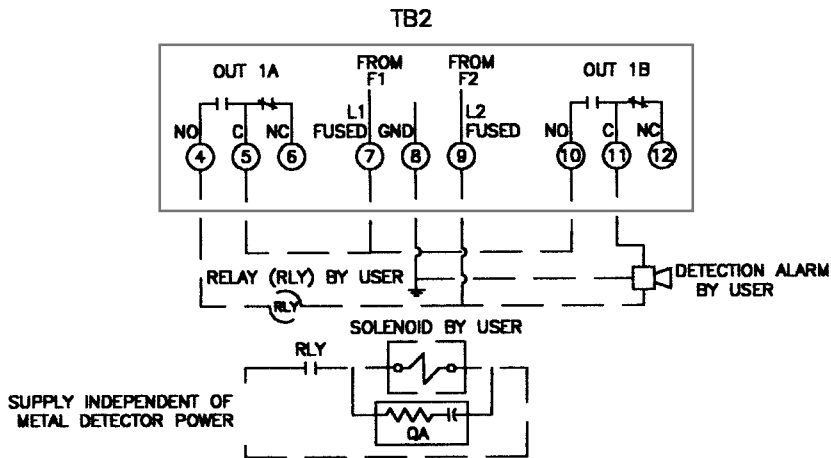 TB2
OUT 1A
FROM
F1
FROM
F2
OUT 1B
L1
FUSED
GND
L2
FUSED
NO
C
NC
NO
C
NC
4
5
6
7
8
9
10
11
12
RELAY (RLY) BY USER
DETECTION ALARM
BY USER
RLY
SOLENOID BY USER
RLY
SUPPLY INDEPENDENT OF
METAL DETECTOR POWER
QA